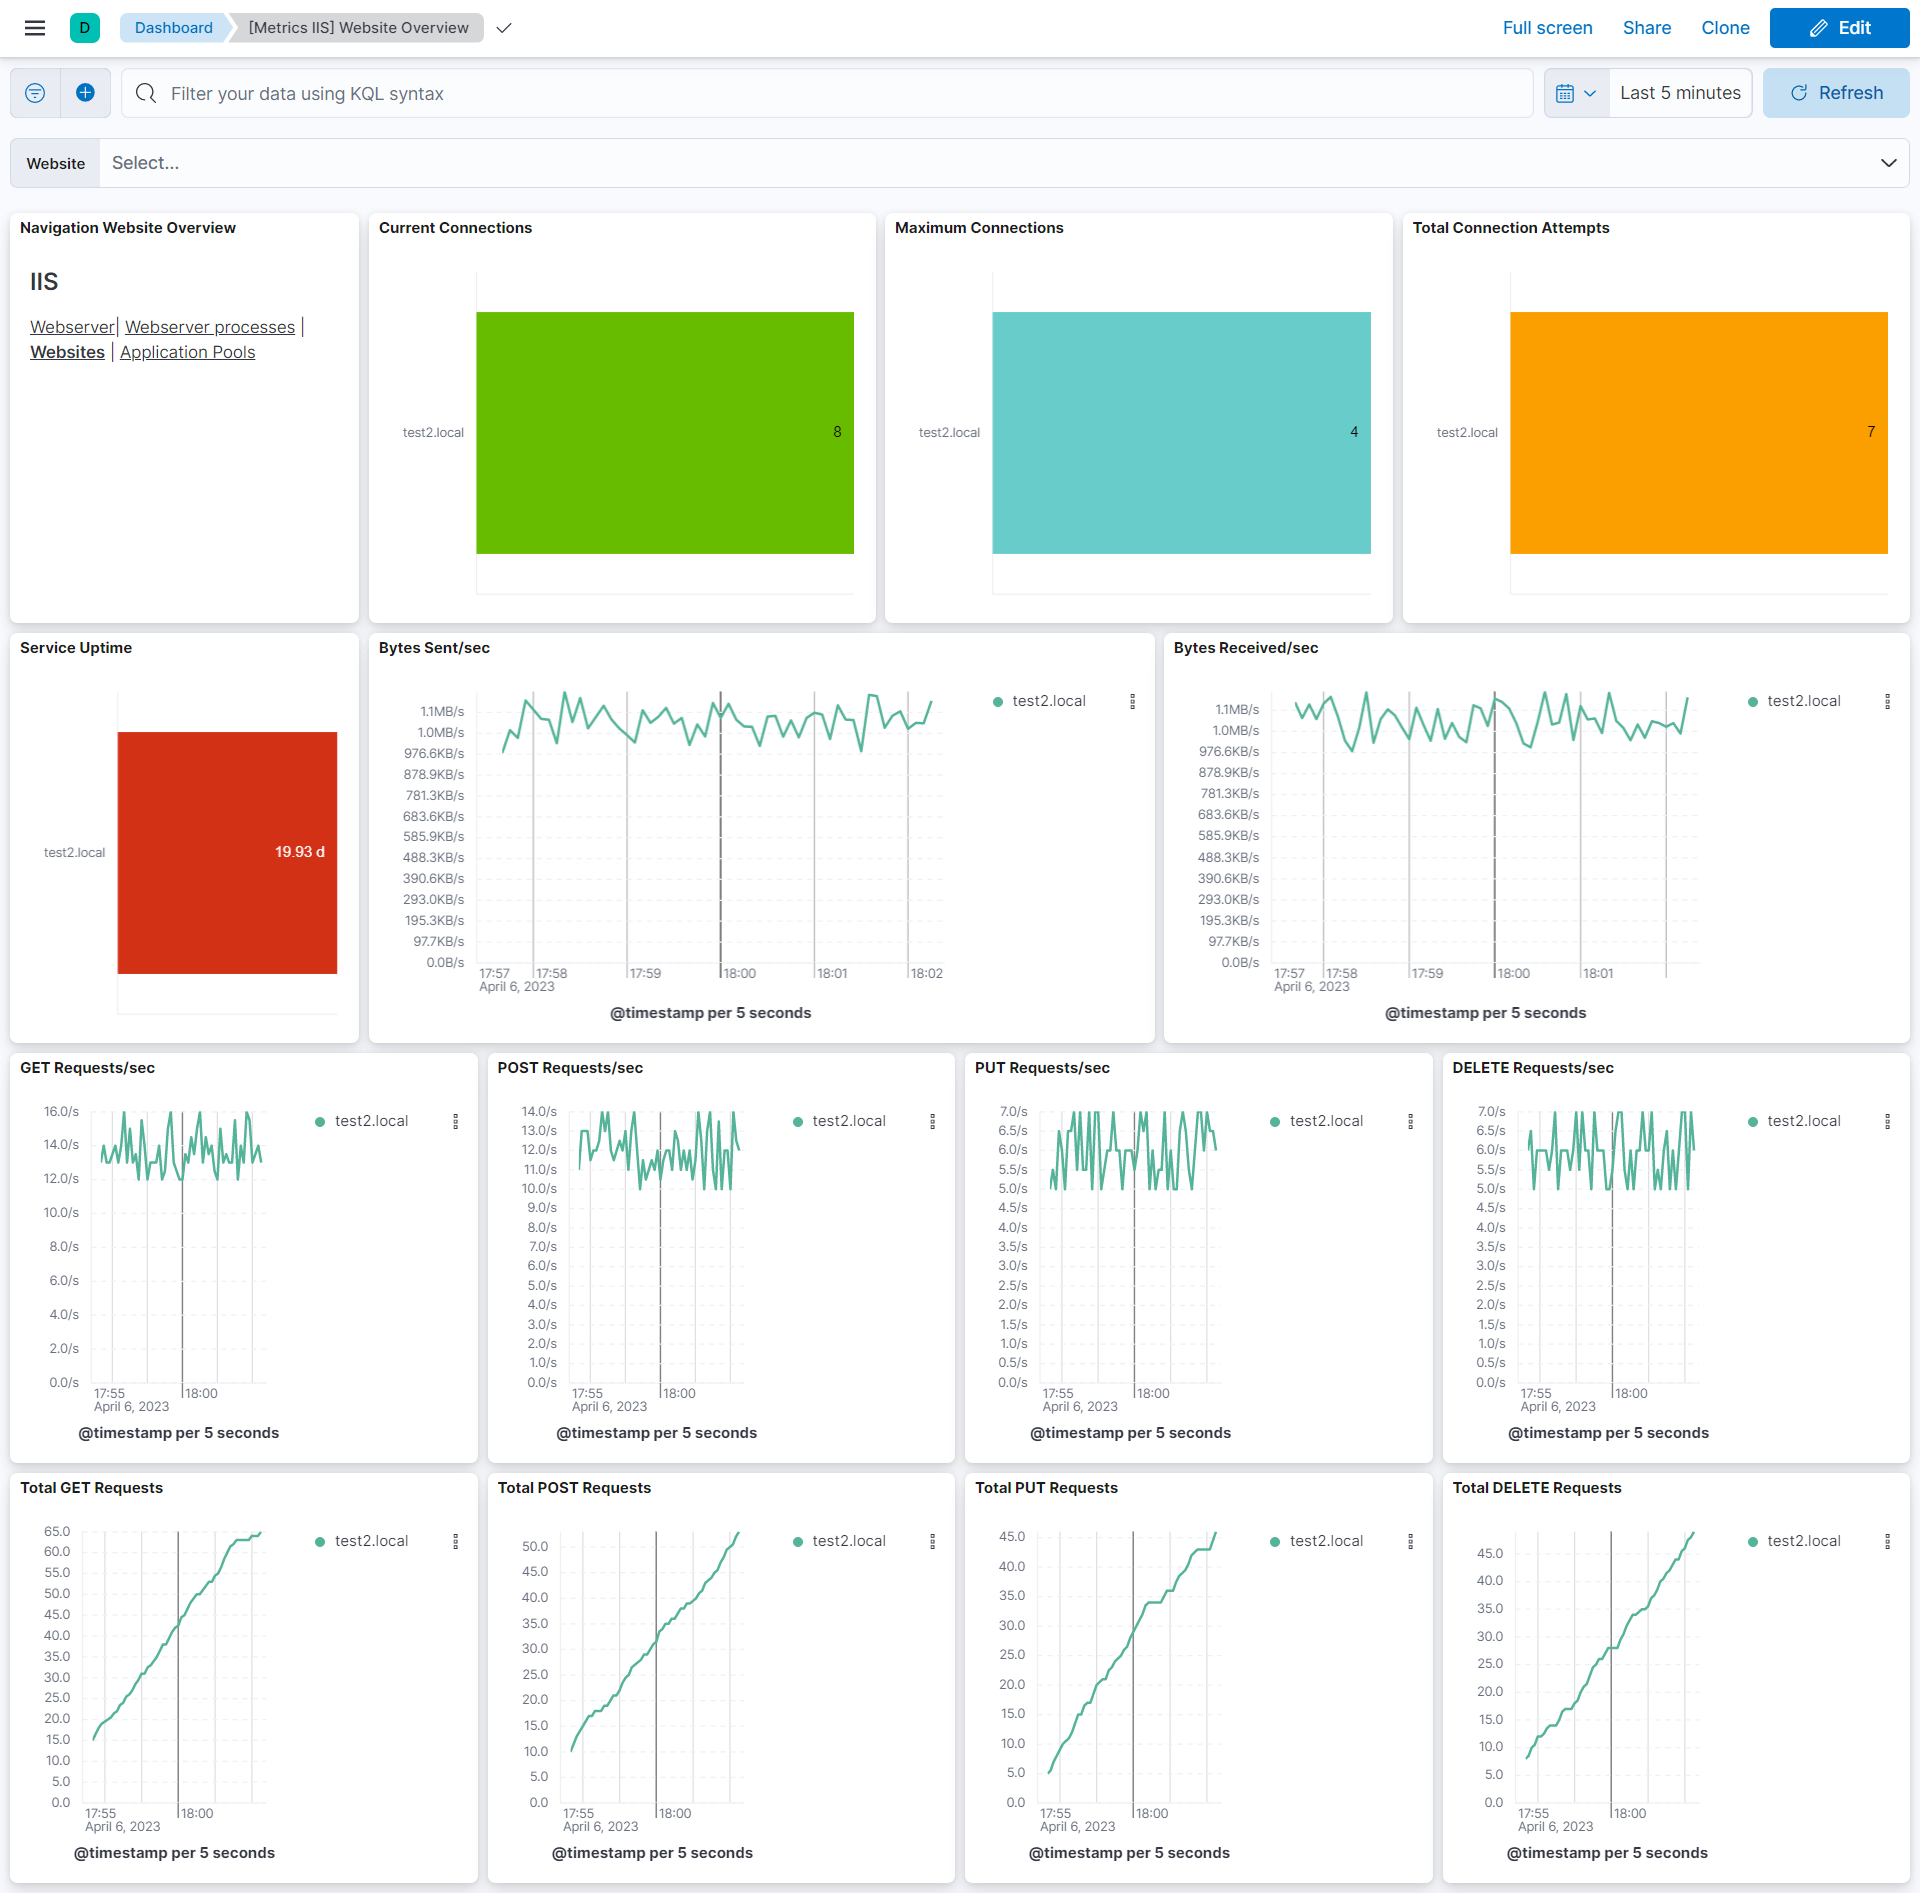 D
Dashboard
[Metrics IIS] Website Overview
Full screen
Share
Clone
Edit
Filter your data using KQL syntax
Last 5 minutes
Refresh
Website
Select...
Navigation Website Overview
IIS
Webserver| Webserver processes |
Websites | Application Pools
Current Connections
test2.local
8
Maximum Connections
test2.local
4
Total Connection Attempts
test2.local
7
Service Uptime
test2.local
19.93 d
Bytes Sent/sec
1.1MB/s
1.0MB/s
976.6KB/s
878.9KB/s
781.3KB/s
683.6KB/s
585.9KB/s
488.3KB/s
390.6KB/s
293.0KB/s
195.3KB/s
97.7KB/s
0.0B/s
17:57 17:58 17:59 18:00 18:01 18:02
April 6, 2023
@timestamp per 5 seconds
test2.local
Bytes Received/sec
1.1MB/s
1.0MB/s
976.6KB/s
878.9KB/s
781.3KB/s
683.6KB/s
585.9KB/s
488.3KB/s
390.6KB/s
293.0KB/s
195.3KB/s
97.7KB/s
0.0B/s
17:57 17:58 17:59 18:00 18:01
April 6, 2023
@timestamp per 5 seconds
test2.local
GET Requests/sec
16.0/s
14.0/s
12.0/s
10.0/s
8.0/s
6.0/s
4.0/s
2.0/s
0.0/s
17:55 18:00
April 6, 2023
@timestamp per 5 seconds
test2.local
POST Requests/sec
14.0/s
13.0/s
12.0/s
11.0/s
10.0/s
9.0/s
8.0/s
7.0/s
6.0/s
5.0/s
4.0/s
3.0/s
2.0/s
1.0/s
0.0/s
17:55 18:00
April 6, 2023
@timestamp per 5 seconds
test2.local
PUT Requests/sec
7.0/s
6.5/s
6.0/s
5.5/s
5.0/s
4.5/s
4.0/s
3.5/s
3.0/s
2.5/s
2.0/s
1.5/s
1.0/s
0.5/s
0.0/s
17:55 18:00
April 6, 2023
@timestamp per 5 seconds
test2.local
DELETE Requests/sec
7.0/s
6.5/s
6.0/s
5.5/s
5.0/s
4.5/s
4.0/s
3.5/s
3.0/s
2.5/s
2.0/s
1.5/s
1.0/s
0.5/s
0.0/s
17:55 18:00
April 6, 2023
@timestamp per 5 seconds
test2.local
Total GET Requests
65.0
60.0
55.0
50.0
45.0
40.0
35.0
30.0
25.0
20.0
15.0
10.0
5.0
0.0
17:55 18:00
April 6, 2023
@timestamp per 5 seconds
test2.local
Total POST Requests
50.0
45.0
40.0
35.0
30.0
25.0
20.0
15.0
10.0
5.0
0.0
17:55 18:00
April 6, 2023
@timestamp per 5 seconds
test2.local
Total PUT Requests
45.0
40.0
35.0
30.0
25.0
20.0
15.0
10.0
5.0
0.0
17:55 18:00
April 6, 2023
@timestamp per 5 seconds
test2.local
Total DELETE Requests
45.0
40.0
35.0
30.0
25.0
20.0
15.0
10.0
5.0
0.0
17:55 18:00
April 6, 2023
@timestamp per 5 seconds
test2.local